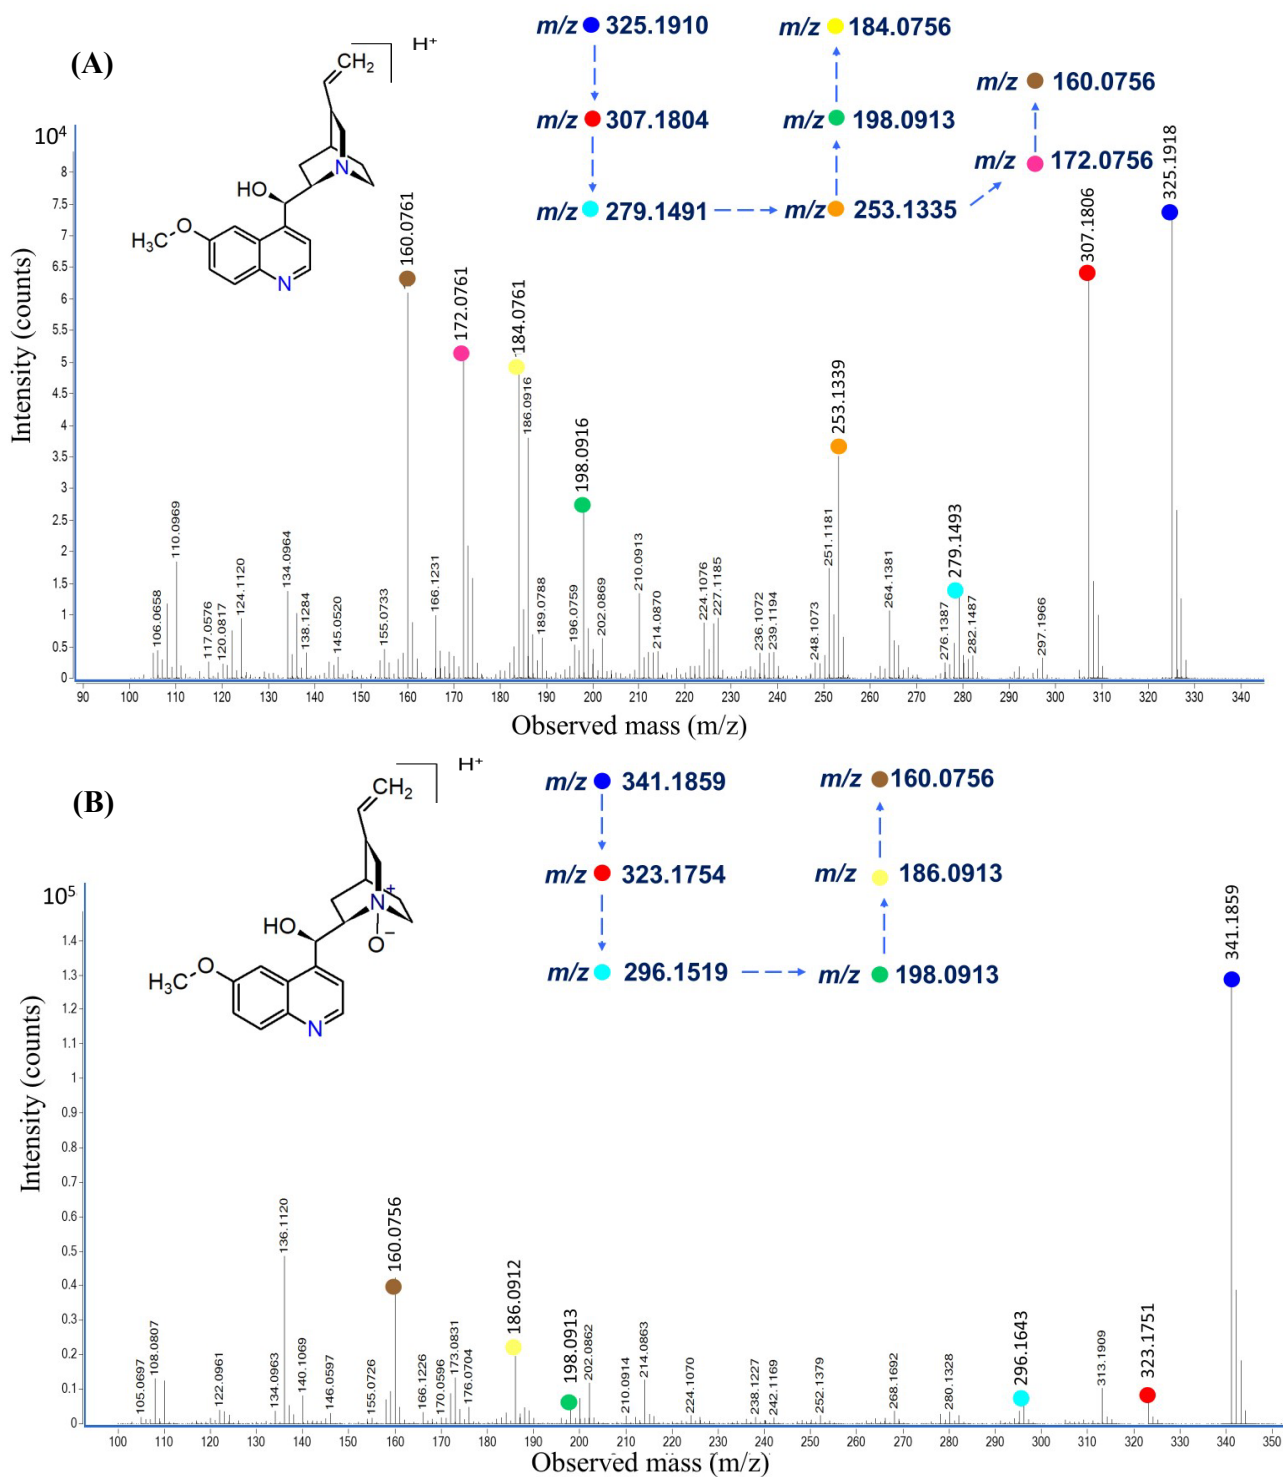 (A)
H⁺
CH₂
N
HO
H₃C
O
N
m/z 325.1910
m/z 307.1804
m/z 279.1491
m/z 184.0756
m/z 198.0913
m/z 253.1335
m/z 160.0756
m/z 172.0756
10⁴
Intensity (counts)
8
7.5
7
6.5
6
5.5
5
4.5
4
3.5
3
2.5
2
1.5
1
0.5
0
106.0658
110.0969
117.0576
120.0817
124.1120
134.0964
138.1284
145.0520
155.0733
160.0761
166.1231
172.0761
184.0761
186.0916
189.0788
196.0759
198.0916
202.0869
210.0913
214.0870
224.1076
227.1185
236.1072
239.1194
248.1073
251.1181
253.1339
264.1381
276.1387
279.1493
282.1487
297.1966
307.1806
325.1918
90 100 110 120 130 140 150 160 170 180 190 200 210 220 230 240 250 260 270 280 290 300 310 320 330 340
Observed mass (m/z)
(B)
H⁺
CH₂
N
+
HO
O
−
H₃C
O
N
m/z 341.1859
m/z 323.1754
m/z 296.1519
m/z 160.0756
m/z 186.0913
m/z 198.0913
10⁵
Intensity (counts)
1.4
1.3
1.2
1.1
1
0.9
0.8
0.7
0.6
0.5
0.4
0.3
0.2
0.1
0
105.0697
108.0807
122.0961
134.0963
136.1120
140.1069
146.0597
155.0726
160.0756
166.1226
170.0596
173.0831
176.0704
186.0912
198.0913
202.0862
210.0914
214.0863
224.1070
238.1227
242.1169
252.1379
268.1692
280.1328
296.1643
313.1909
323.1751
341.1859
100 110 120 130 140 150 160 170 180 190 200 210 220 230 240 250 260 270 280 290 300 310 320 330 340 350
Observed mass (m/z)